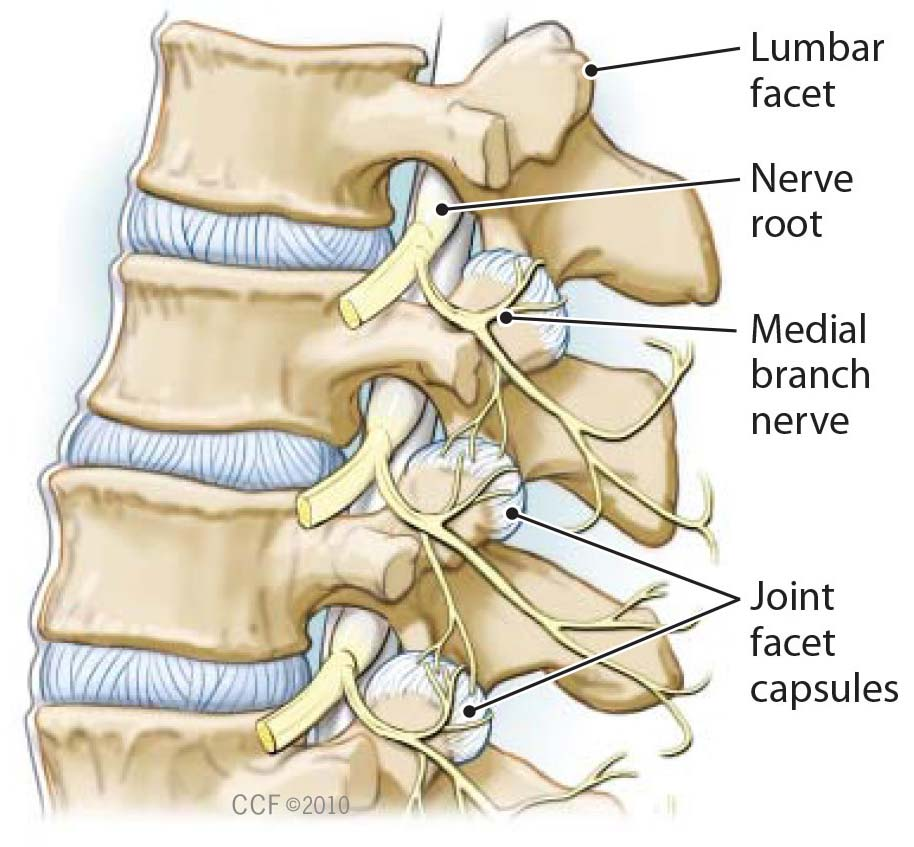 Lumbar
facet
Nerve
root
Medial
branch
nerve
Joint
facet
capsules
CCF ©2010